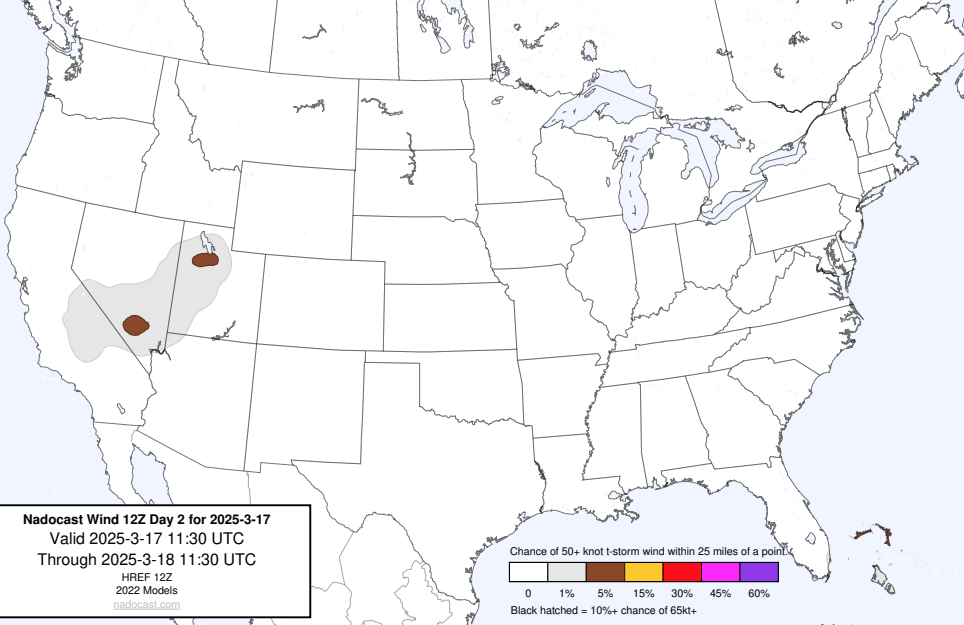 Nadocast Wind 12Z Day 2 for 2025-3-17
Valid 2025-3-17 11:30 UTC
Through 2025-3-18 11:30 UTC
HREF 12Z
2022 Models
nadocast.com
Chance of 50+ knot t-storm wind within 25 miles of a point.
0 1% 5% 15% 30% 45% 60%
Black hatched = 10%+ chance of 65kt+